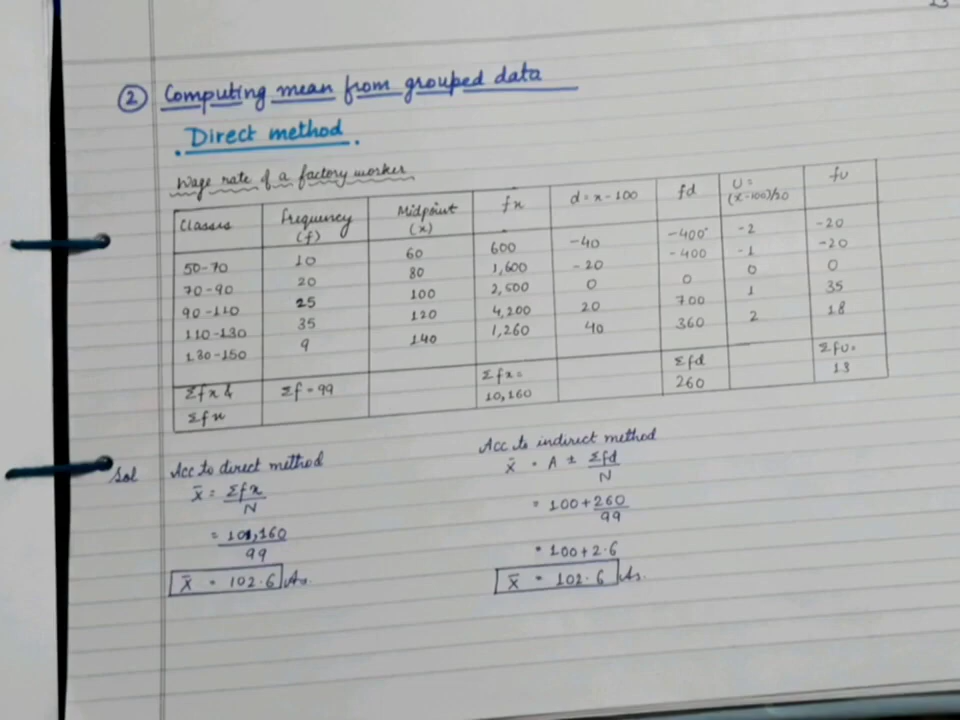 ② Computing mean from grouped data
. Direct method .
Wage rate of a factory worker
Classes Frequency (f) Midpoint (x) fx d=x-100 fd U=(x-100)/20 fU
50-70 10 60 600 -40 -400 -2 -20
70-90 20 80 1,600 -20 -400 -1 -20
90-110 25 100 2,500 0 0 0 0
110-130 35 120 4,200 20 700 1 35
130-150 9 140 1,260 40 360 2 18
Σfx & Σfx Σf=99 Σfx= 10,160 Σfd 260 ΣfU= 13
Sol Acc to direct method
x̄ = Σfx/N
= 101,160/99
x̄ = 102.6 As.
Acc to indirect method
x̄ = A ± Σfd/N
= 100+260/99
= 100+2.6
x̄ = 102.6 As.